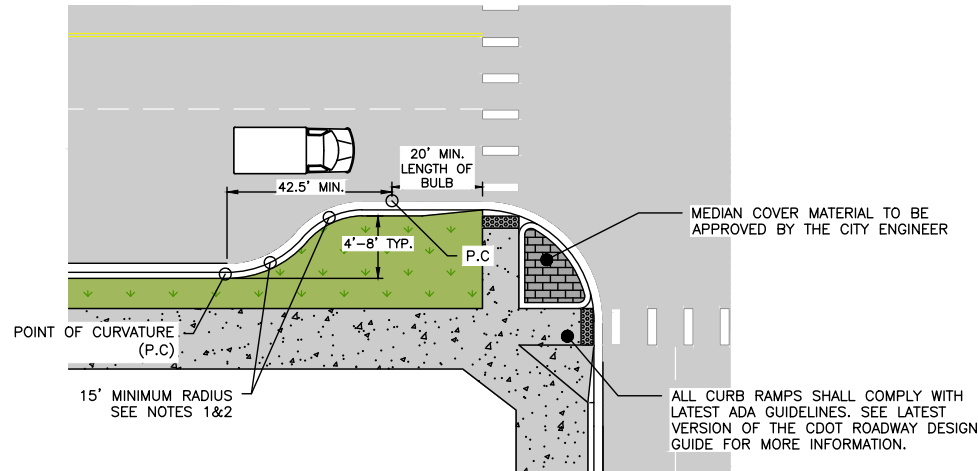 20' MIN.
LENGTH OF
BULB
42.5' MIN.
4'-8' TYP.
P.C
MEDIAN COVER MATERIAL TO BE
APPROVED BY THE CITY ENGINEER
POINT OF CURVATURE
(P.C)
15' MINIMUM RADIUS
SEE NOTES 1&2
ALL CURB RAMPS SHALL COMPLY WITH
LATEST ADA GUIDELINES. SEE LATEST
VERSION OF THE CDOT ROADWAY DESIGN
GUIDE FOR MORE INFORMATION.